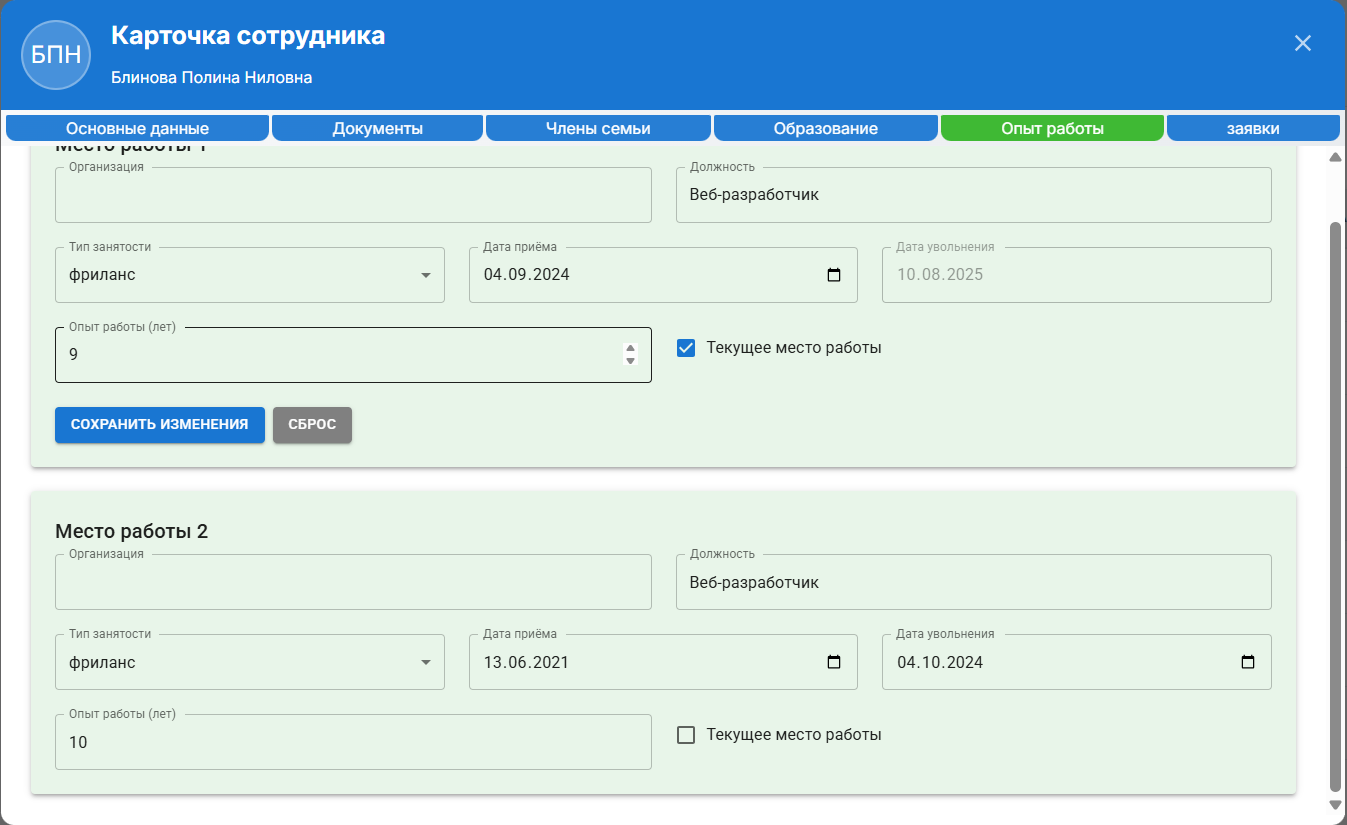 БПН
Карточка сотрудника
Блинова Полина Ниловна
Основные данные
Документы
Члены семьи
Образование
Опыт работы
заявки
Место работы 1
Организация
Должность
Веб-разработчик
Тип занятости
фриланс
Дата приёма
04.09.2024
Дата увольнения
10.08.2025
Опыт работы (лет)
9
Текущее место работы
СОХРАНИТЬ ИЗМЕНЕНИЯ
СБРОС
Место работы 2
Организация
Должность
Веб-разработчик
Тип занятости
фриланс
Дата приёма
13.06.2021
Дата увольнения
04.10.2024
Опыт работы (лет)
10
Текущее место работы